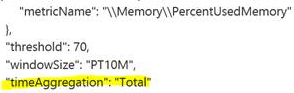 "metricName": "\\Memory\\PercentUsedMemory"
},
"threshold": 70,
"windowSize": "PT10M",
"timeAggregation": "Total"